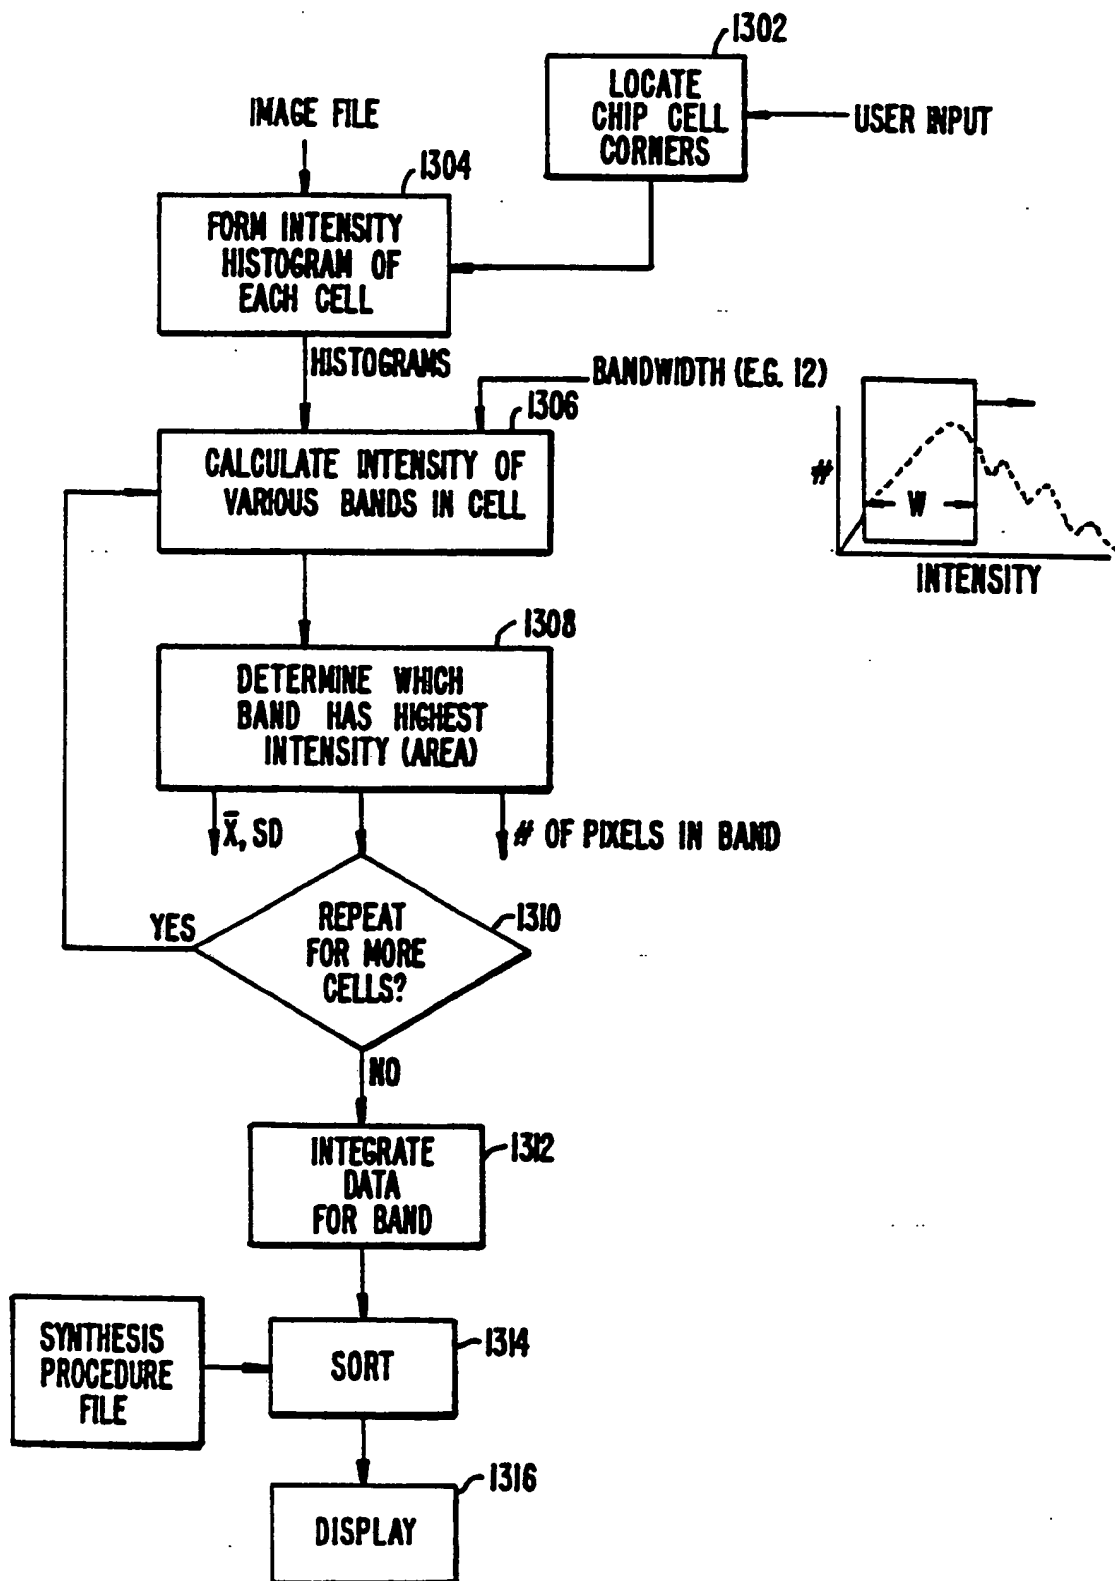 1302
LOCATE
CHIP CELL
CORNERS
USER INPUT
IMAGE FILE
1304
FORM INTENSITY
HISTOGRAM OF
EACH CELL
HISTOGRAMS
BANDWIDTH (E.G. 12)
1306
CALCULATE INTENSITY OF
VARIOUS BANDS IN CELL
#
W
INTENSITY
1308
DETERMINE WHICH
BAND HAS HIGHEST
INTENSITY (AREA)
X̄, SD
# OF PIXELS IN BAND
YES
1310
REPEAT
FOR MORE
CELLS?
NO
1312
INTEGRATE
DATA
FOR BAND
SYNTHESIS
PROCEDURE
FILE
1314
SORT
1316
DISPLAY